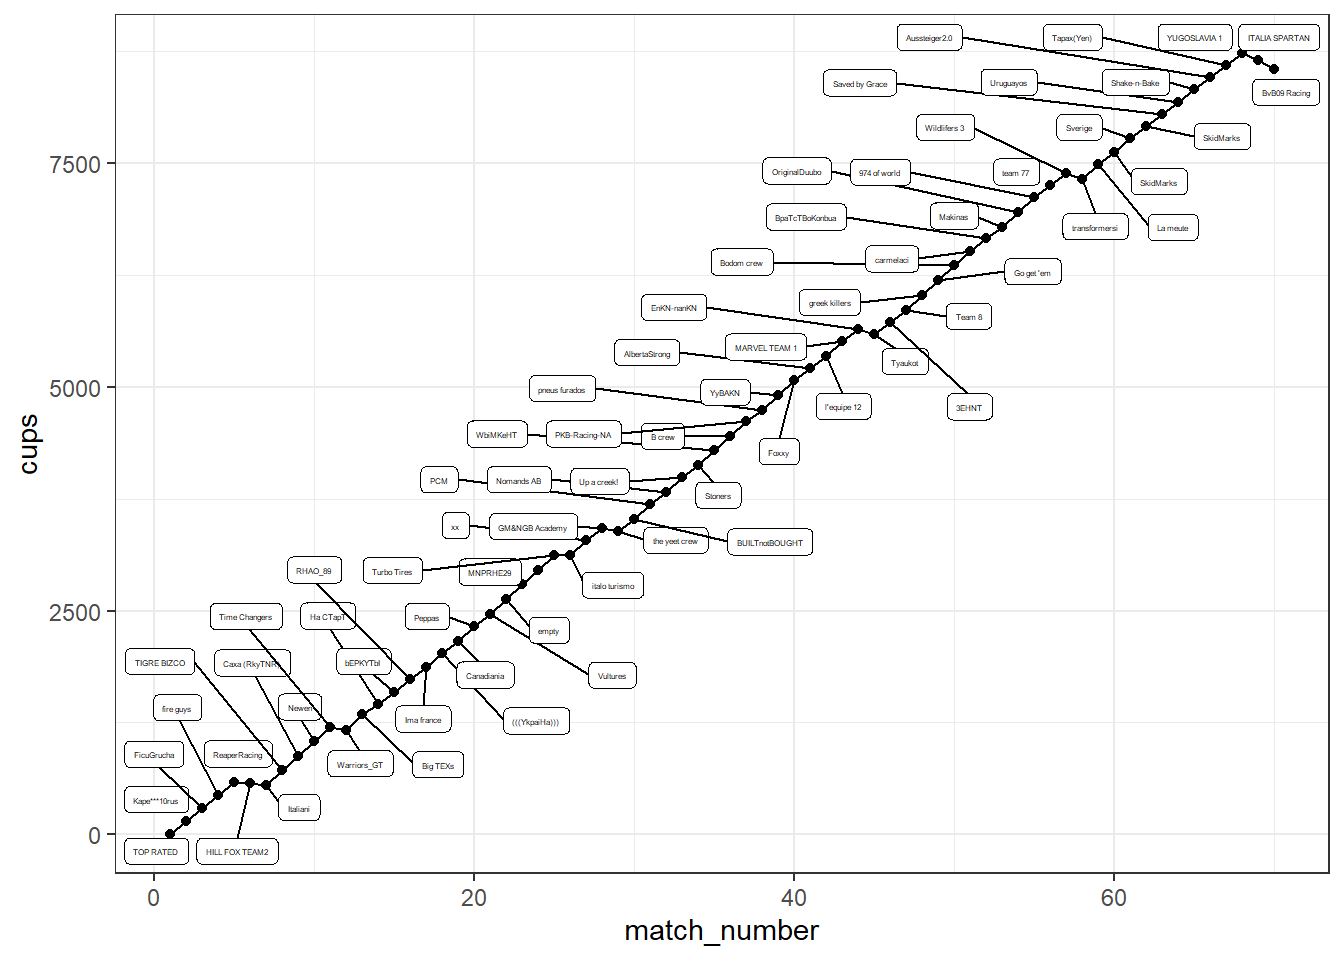 Aussteiger2.0
Tapax(Yen)
YUGOSLAVIA 1
ITALIA SPARTAN
Saved by Grace
Uruguayos
Shake-n-Bake
BvB09 Racing
Wildlifers 3
Sverige
SkidMarks
7500
OriginalDuubo
974 of world
team 77
SkidMarks
BpaTcTBoKonbua
Makinas
transformersi
La meute
Bodom crew
carmelaci
Go get 'em
EnKN-nanKN
greek killers
Team 8
AlbertaStrong
MARVEL TEAM 1
Tyaukot
5000
pneus furados
YyBAKN
l"equipe 12
3EHNT
cups
WbiMKeHT
PKB-Racing-NA
B crew
Foxxy
PCM
Nomands AB
Up a creek!
Stoners
xx
GM&NGB Academy
the yeet crew
BUILTnotBOUGHT
RHAO_89
Turbo Tires
MNPRHE29
italo turismo
2500
Time Changers
Ha CTapT
Peppas
empty
TIGRE BIZCO
Caxa (RkyTNR)
bEPKYTbI
Canadiania
Vultures
fire guys
Newen
Ima france
(((YkpaiHa)))
FicuGrucha
ReaperRacing
Warriors_GT
Big TEXs
Kape***10rus
Italiani
0
TOP RATED
HILL FOX TEAM2
0
20
40
60
match_number